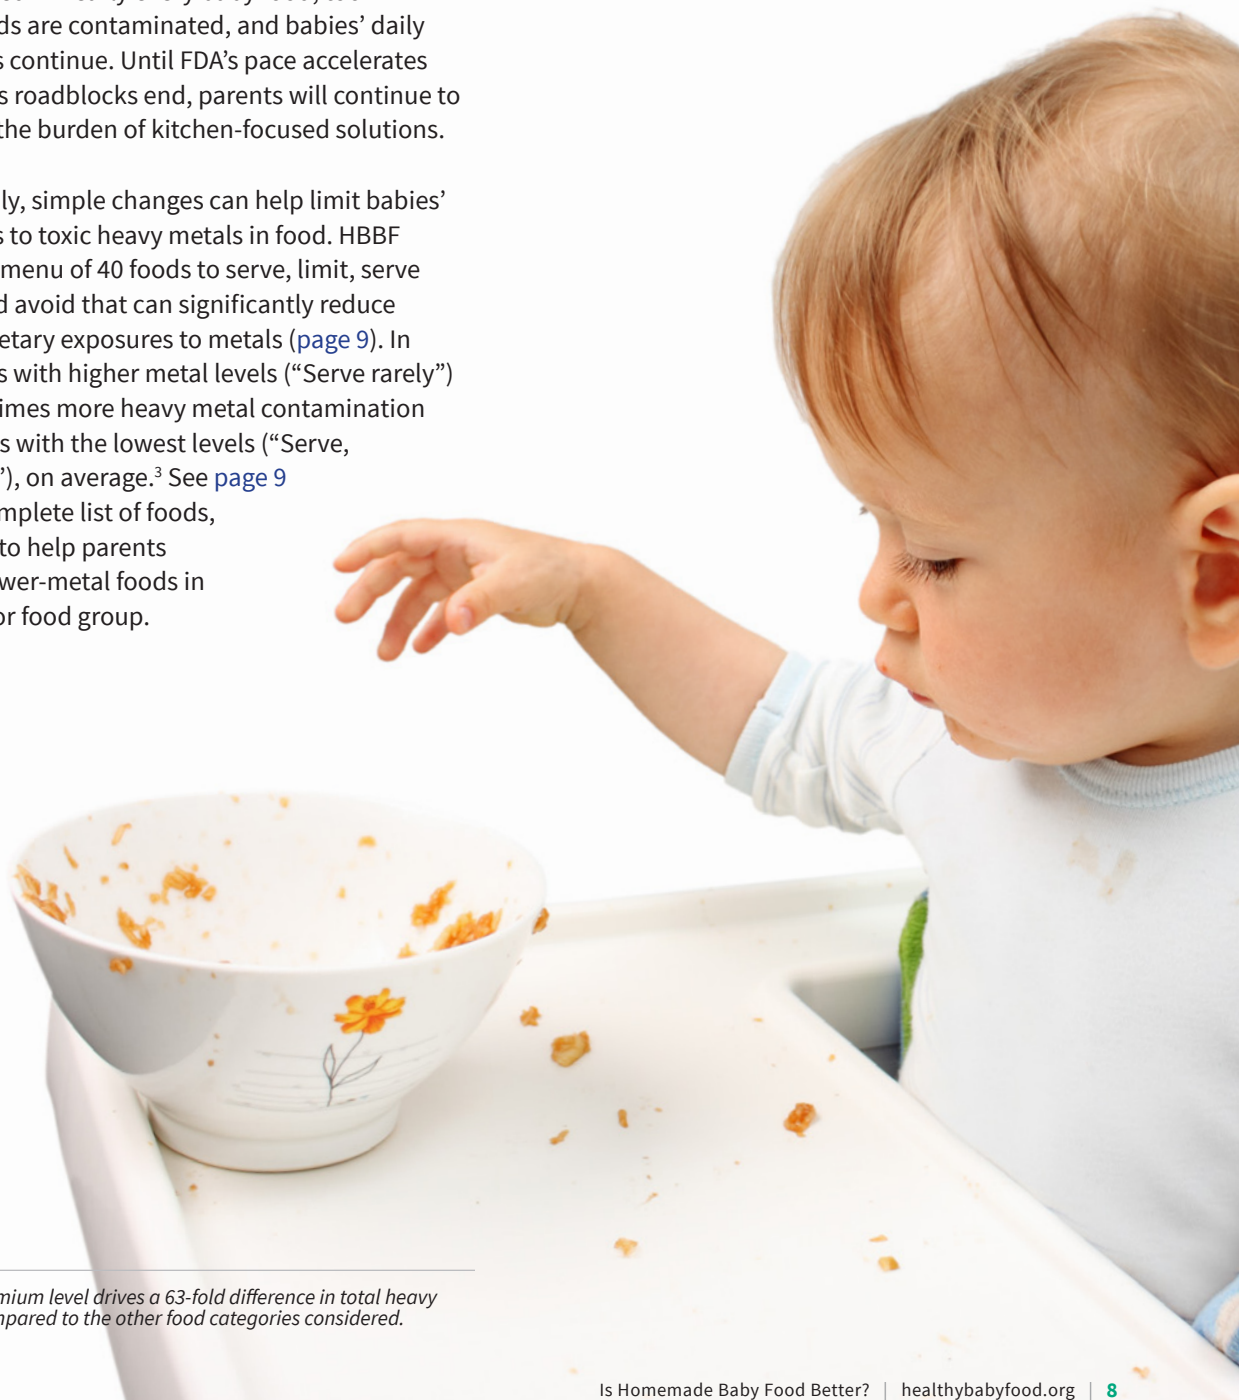 ds are contaminated, and babies’ daily
s continue. Until FDA’s pace accelerates
s roadblocks end, parents will continue to
the burden of kitchen-focused solutions.
ly, simple changes can help limit babies’
s to toxic heavy metals in food. HBBF
menu of 40 foods to serve, limit, serve
d avoid that can significantly reduce
etary exposures to metals (page 9). In
s with higher metal levels (“Serve rarely”)
imes more heavy metal contamination
s with the lowest levels (“Serve,
”), on average.³ See page 9
mplete list of foods,
to help parents
wer-metal foods in
or food group.
mium level drives a 63-fold difference in total heavy
mpared to the other food categories considered.
Is Homemade Baby Food Better? | healthybabyfood.org | 8